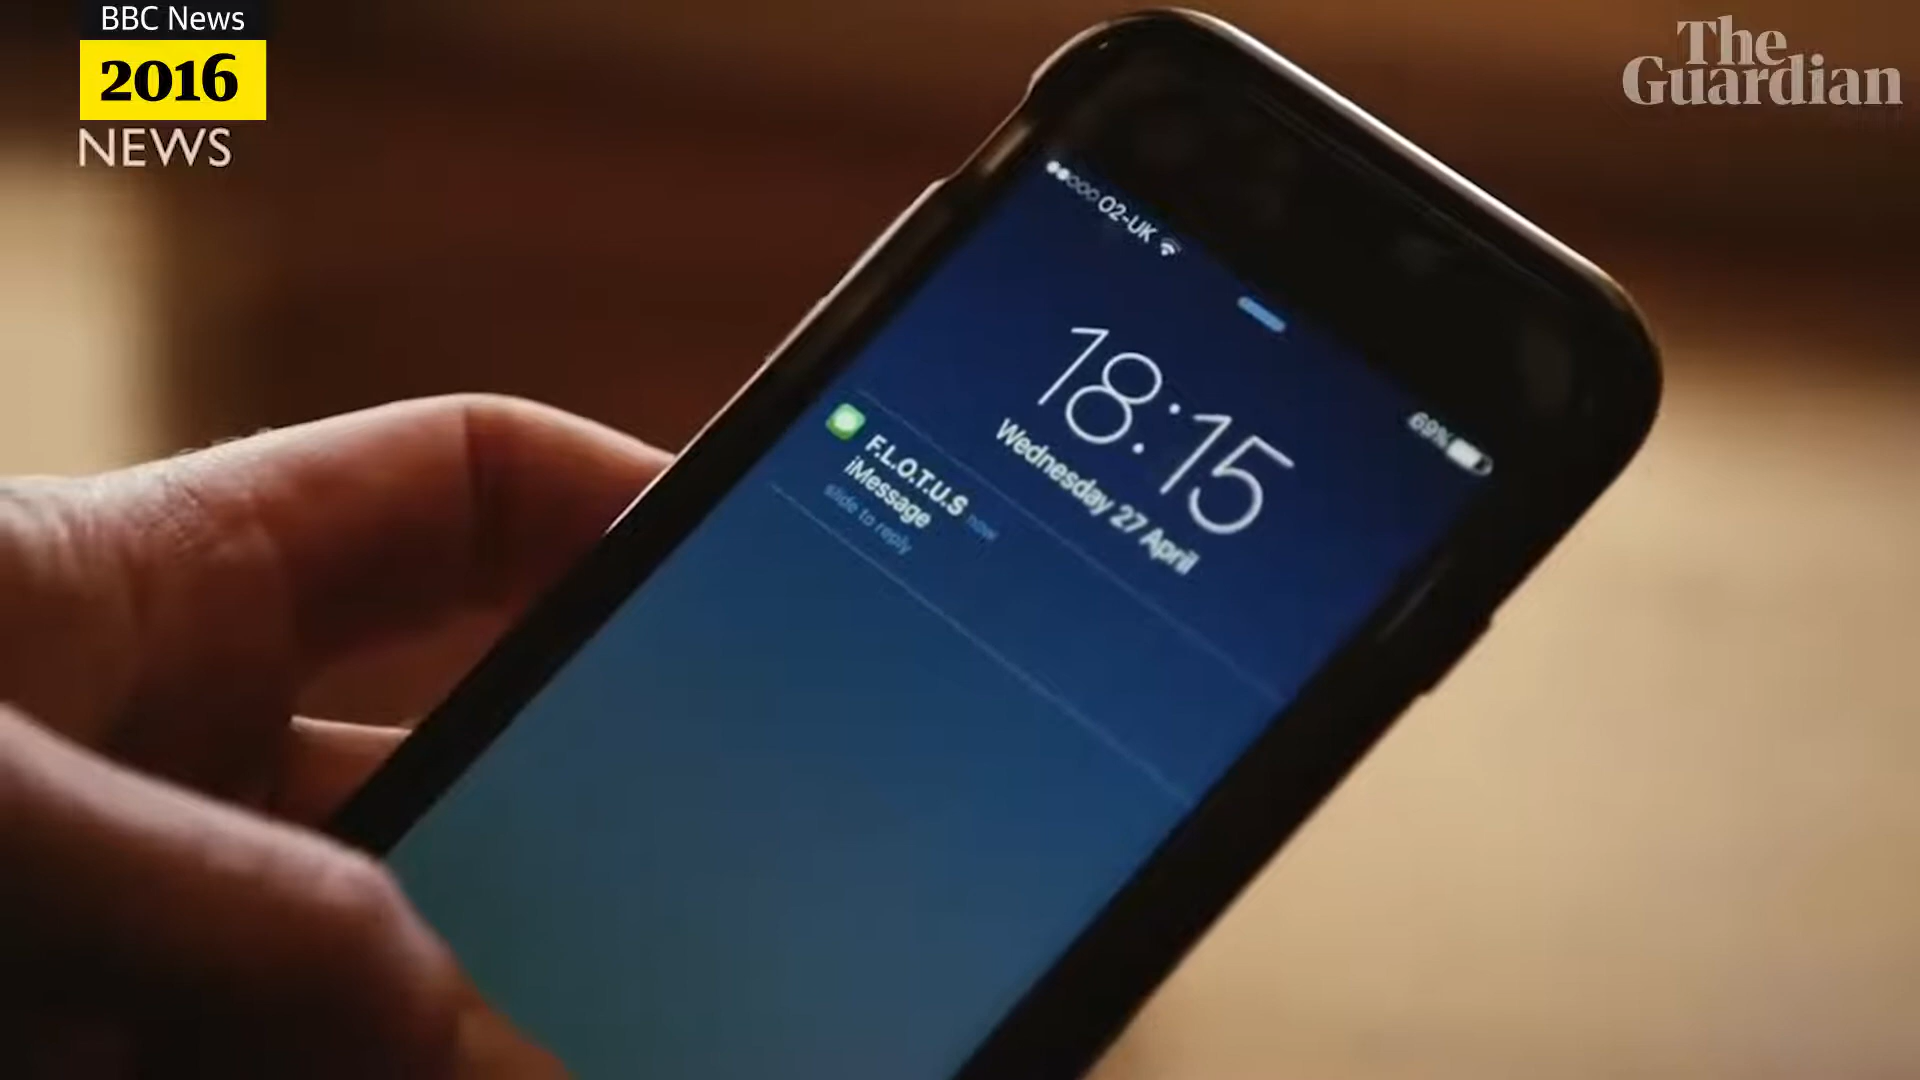 BBC News
2016
NEWS
The
Guardian
O2-UK
69%
18:15
Wednesday 27 April
F.L.O.T.U.S now
iMessage
slide to reply